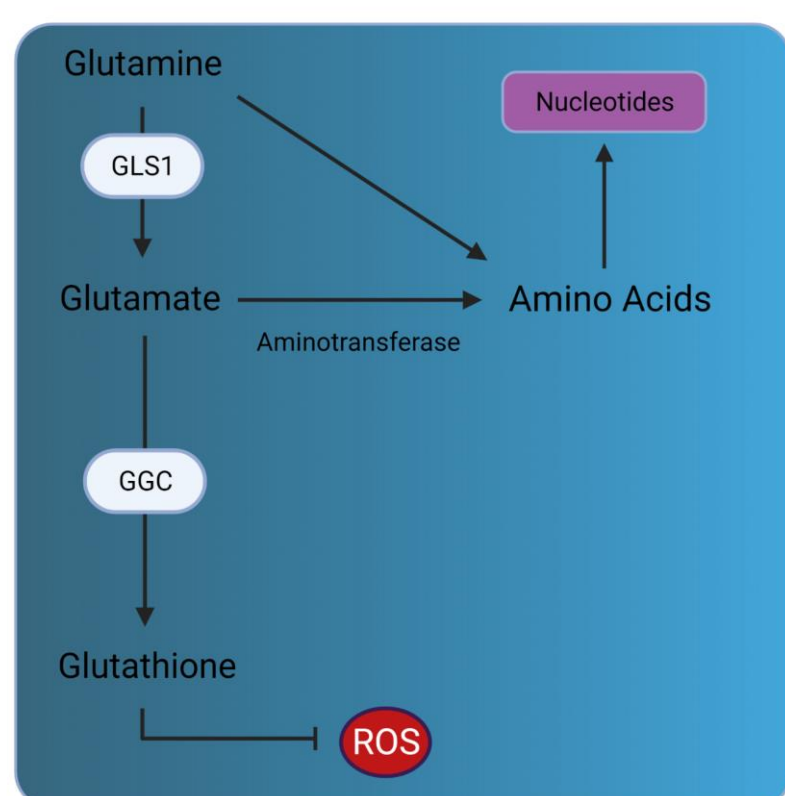 Glutamine
Nucleotides
GLS1
Glutamate
Amino Acids
Aminotransferase
GGC
Glutathione
ROS